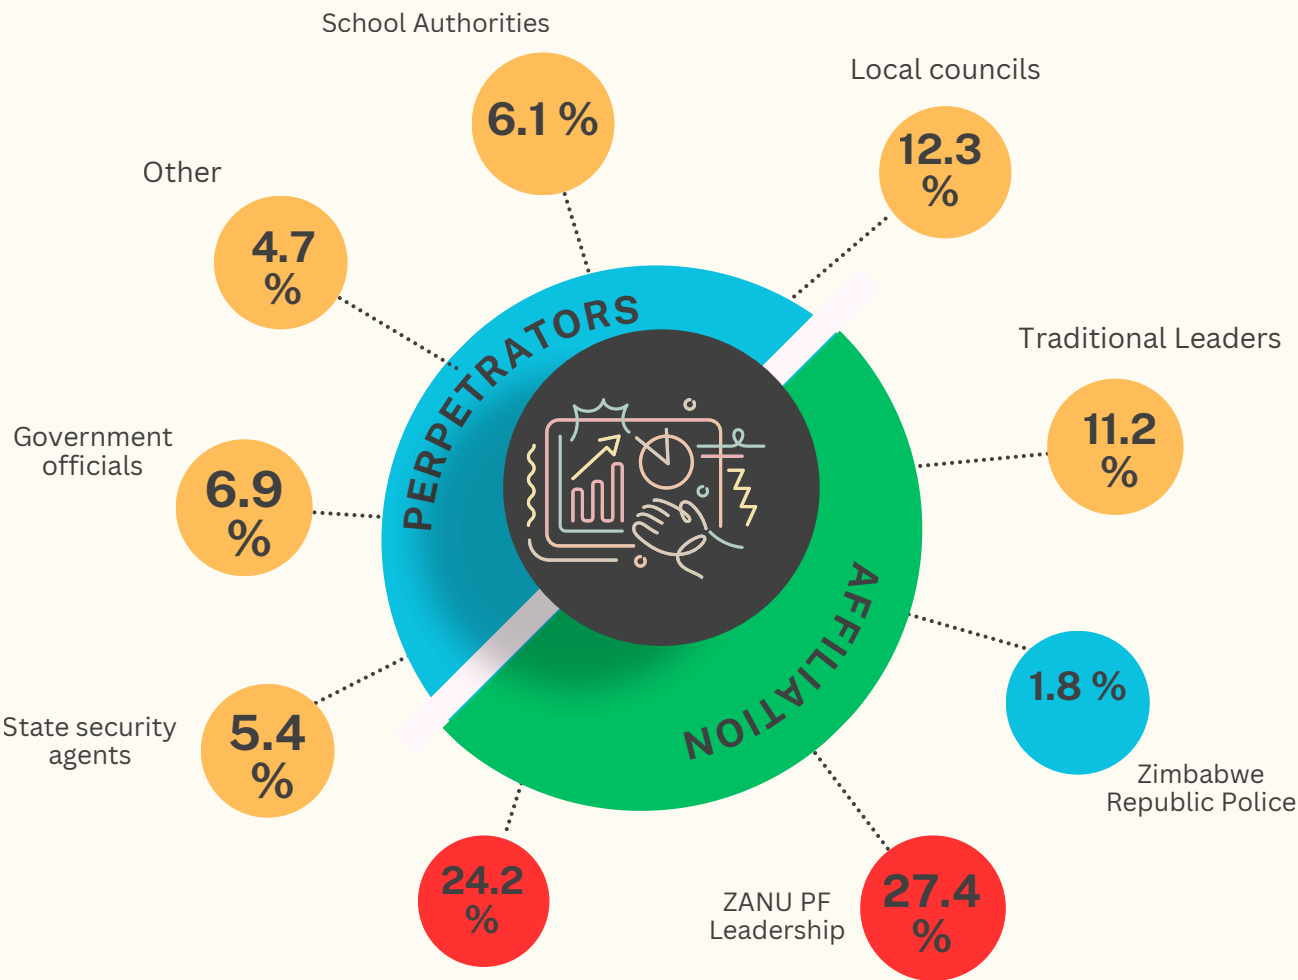 School Authorities
6.1 %
Local councils
12.3
%
Other
4.7
%
Traditional Leaders
11.2
%
PERPETRATORS
Government
officials
6.9
%
AFFILIATION
1.8 %
Zimbabwe
Republic Police
State security
agents
5.4
%
24.2
%
ZANU PF
Leadership
27.4
%